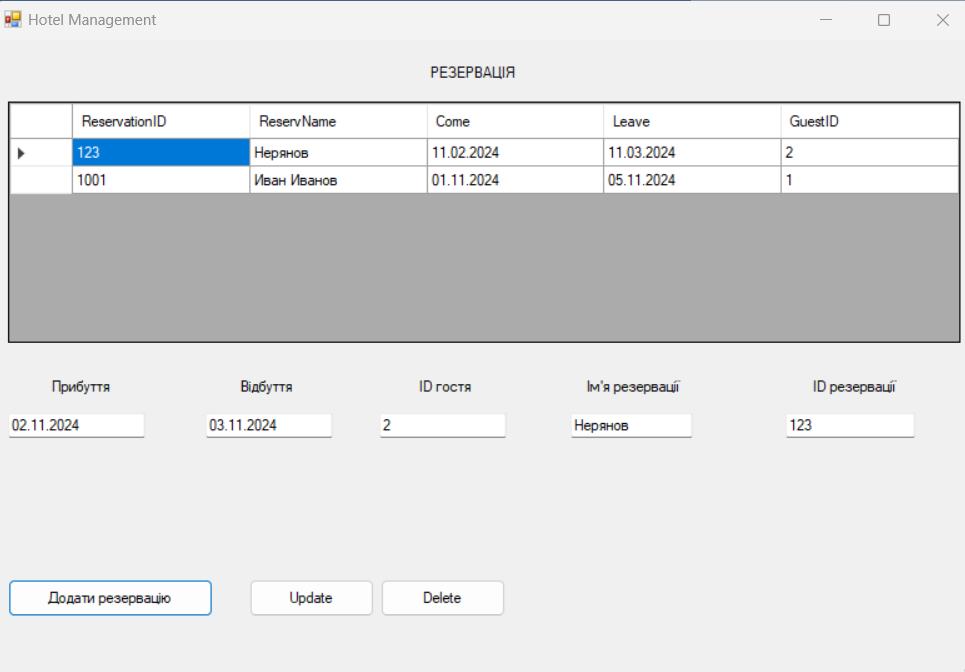 Hotel Management
РЕЗЕРВАЦІЯ
ReservationID ReservName Come Leave GuestID
123 Нерянов 11.02.2024 11.03.2024 2
1001 Иван Иванов 01.11.2024 05.11.2024 1
Прибуття Відбуття ID гостя Ім'я резервації ID резервації
02.11.2024 03.11.2024 2 Нерянов 123
Додати резервацію Update Delete